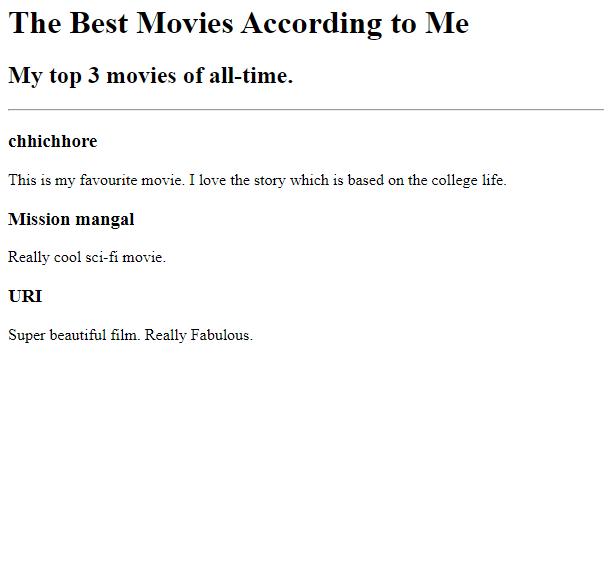 The Best Movies According to Me
My top 3 movies of all-time.
chhichhore
This is my favourite movie. I love the story which is based on the college life.
Mission mangal
Really cool sci-fi movie.
URI
Super beautiful film. Really Fabulous.